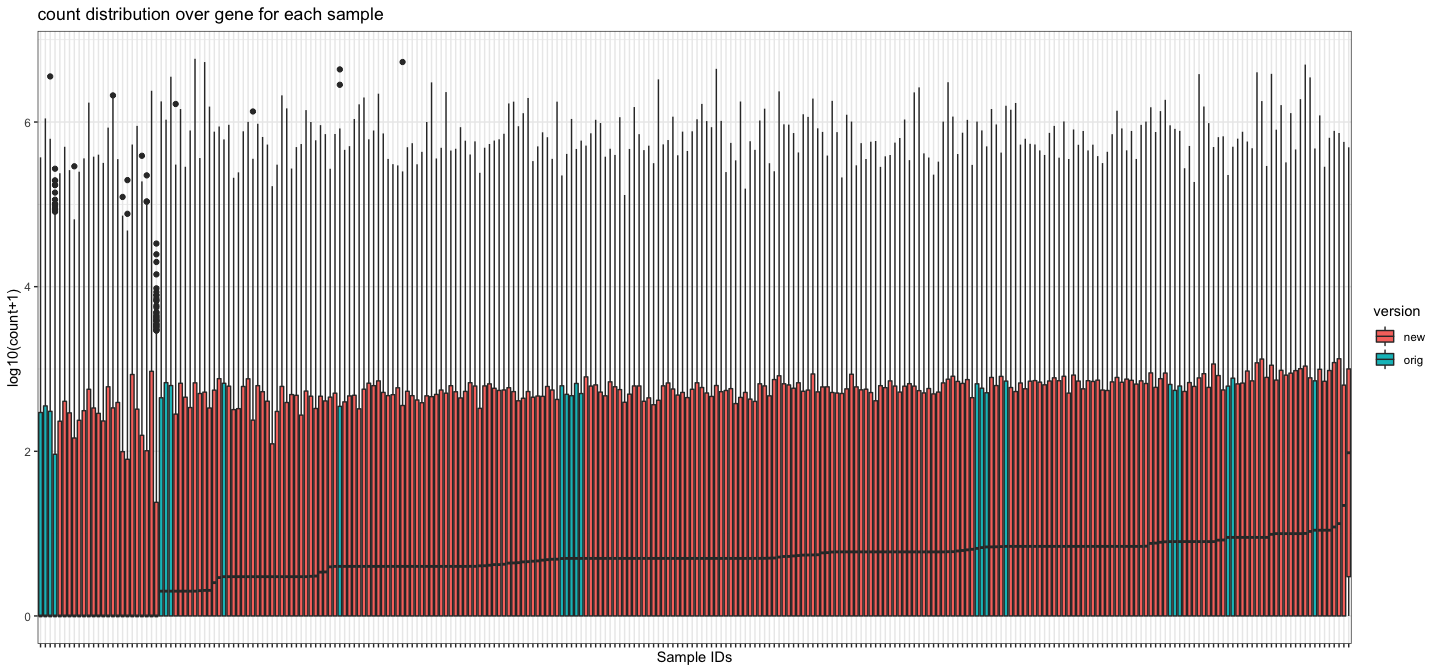 count distribution over gene for each sample
log10(count+1)
6
4
2
0
Sample IDs
version
new
orig